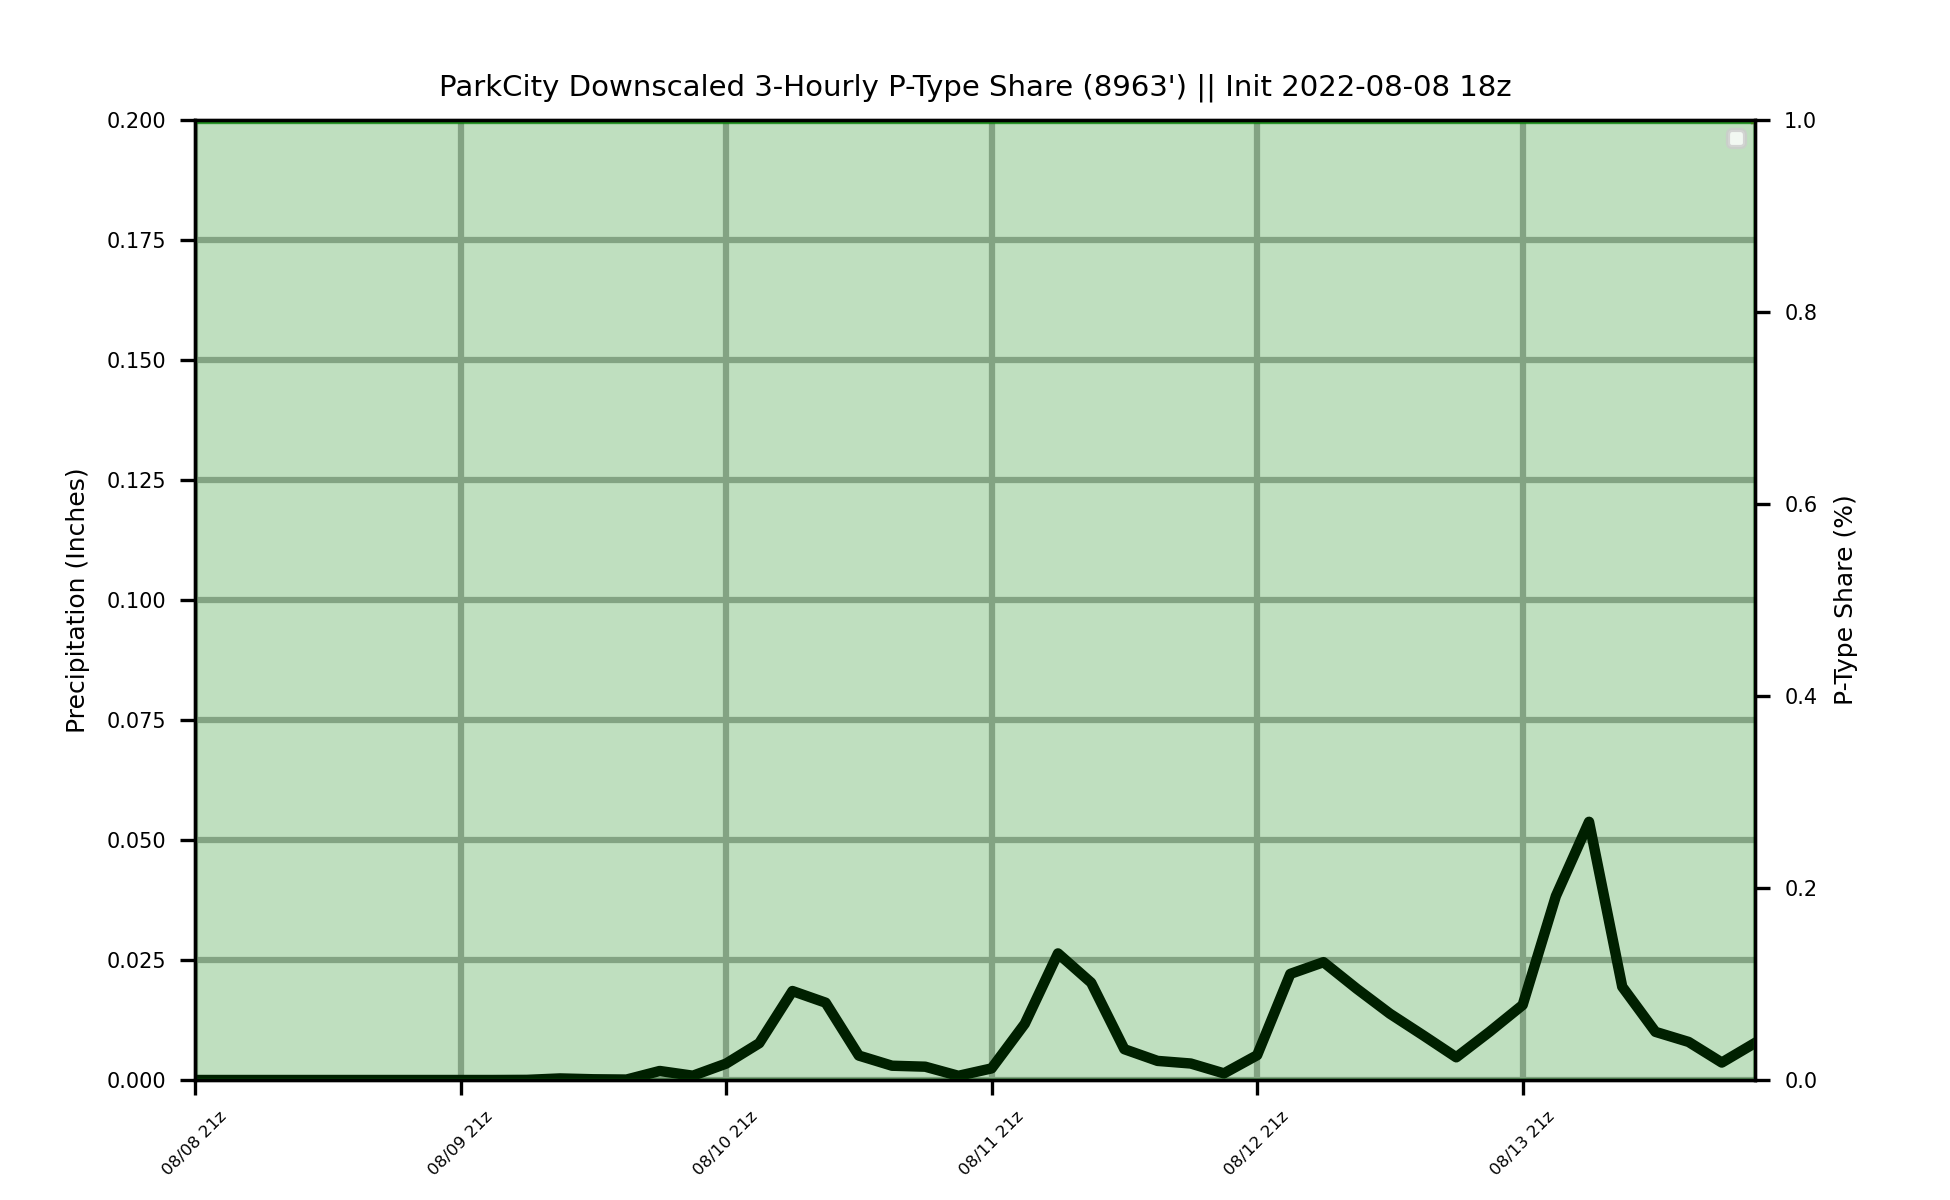 ParkCity Downscaled 3-Hourly P-Type Share (8963') || Init 2022-08-08 18z
Precipitation (Inches)
0.200
0.175
0.150
0.125
0.100
0.075
0.050
0.025
0.000
1.0
0.8
0.6
0.4
0.2
0.0
P-Type Share (%)
08/08 21z
08/09 21z
08/10 21z
08/11 21z
08/12 21z
08/13 21z